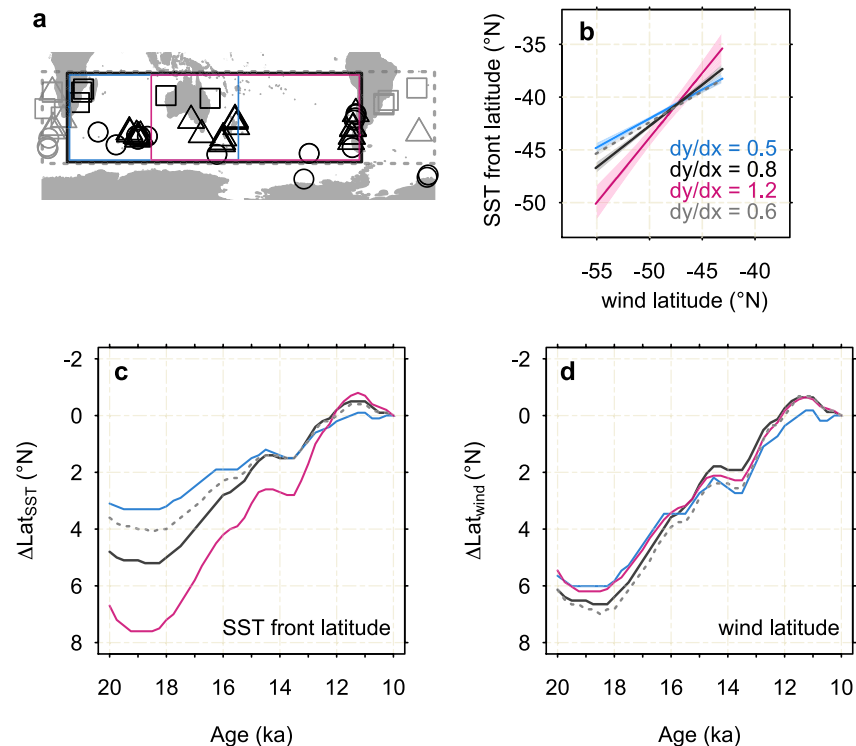 a
b
SST front latitude (°N)
-35
-40
-45
-50
dy/dx = 0.5
dy/dx = 0.8
dy/dx = 1.2
dy/dx = 0.6
-55 -50 -45 -40
wind latitude (°N)
c
ΔLatSST (°N)
-2
0
2
4
6
8
SST front latitude
20 18 16 14 12 10
Age (ka)
d
ΔLatwind (°N)
-2
0
2
4
6
8
wind latitude
20 18 16 14 12 10
Age (ka)